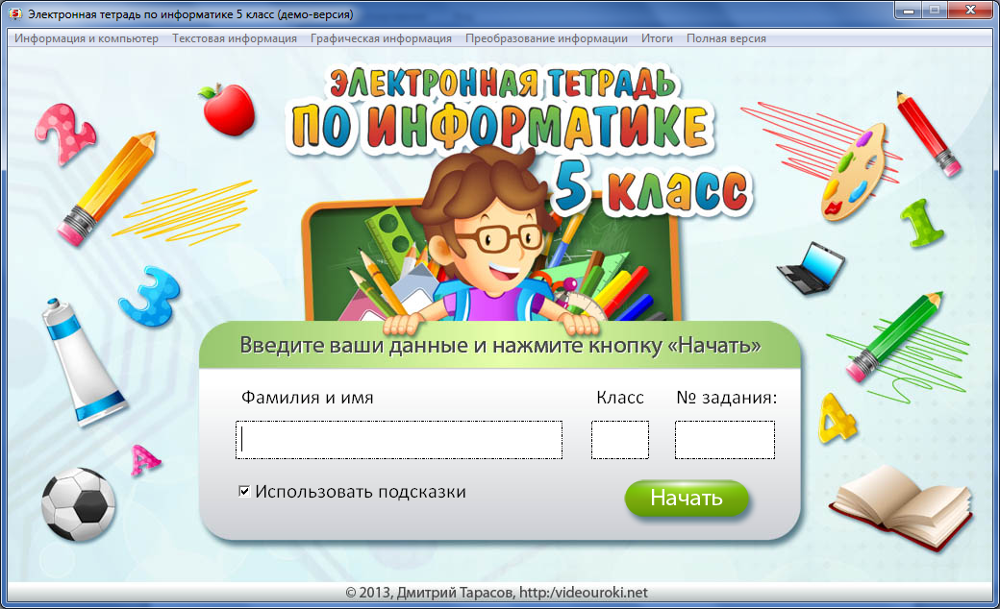 Электронная тетрадь по информатике 5 класс (демо-версия)
Информация и компьютер Текстовая информация Графическая информация Преобразование информации Итоги Полная версия
ЭЛЕКТРОННАЯ ТЕТРАДЬ
ПО ИНФОРМАТИКЕ
5 КЛАСС
2
1
3
4
А
Введите ваши данные и нажмите кнопку «Начать»
Фамилия и имя Класс № задания:
Использовать подсказки
Начать
© 2013, Дмитрий Тарасов, http:/videouroki.net